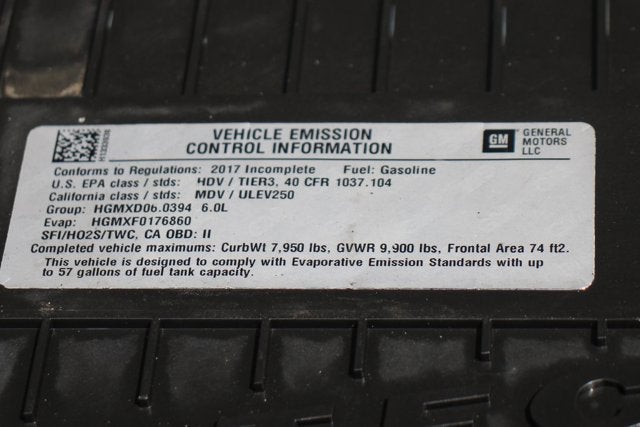 VEHICLE EMISSION
CONTROL INFORMATION
GM GENERAL MOTORS LLC
Conforms to Regulations: 2017 Incomplete Fuel: Gasoline
U.S. EPA class / stds: HDV / TIER3, 40 CFR 1037.104
California class / stds: MDV / ULEV250
Group: HGMXD06.0394 6.0L
Evap: HGMXF0176860
SFI/HO2S/TWC, CA OBD: II
Completed vehicle maximums: CurbWt 7,950 lbs, GVWR 9,900 lbs, Frontal Area 74 ft2.
This vehicle is designed to comply with Evaporative Emission Standards with up
to 57 gallons of fuel tank capacity.